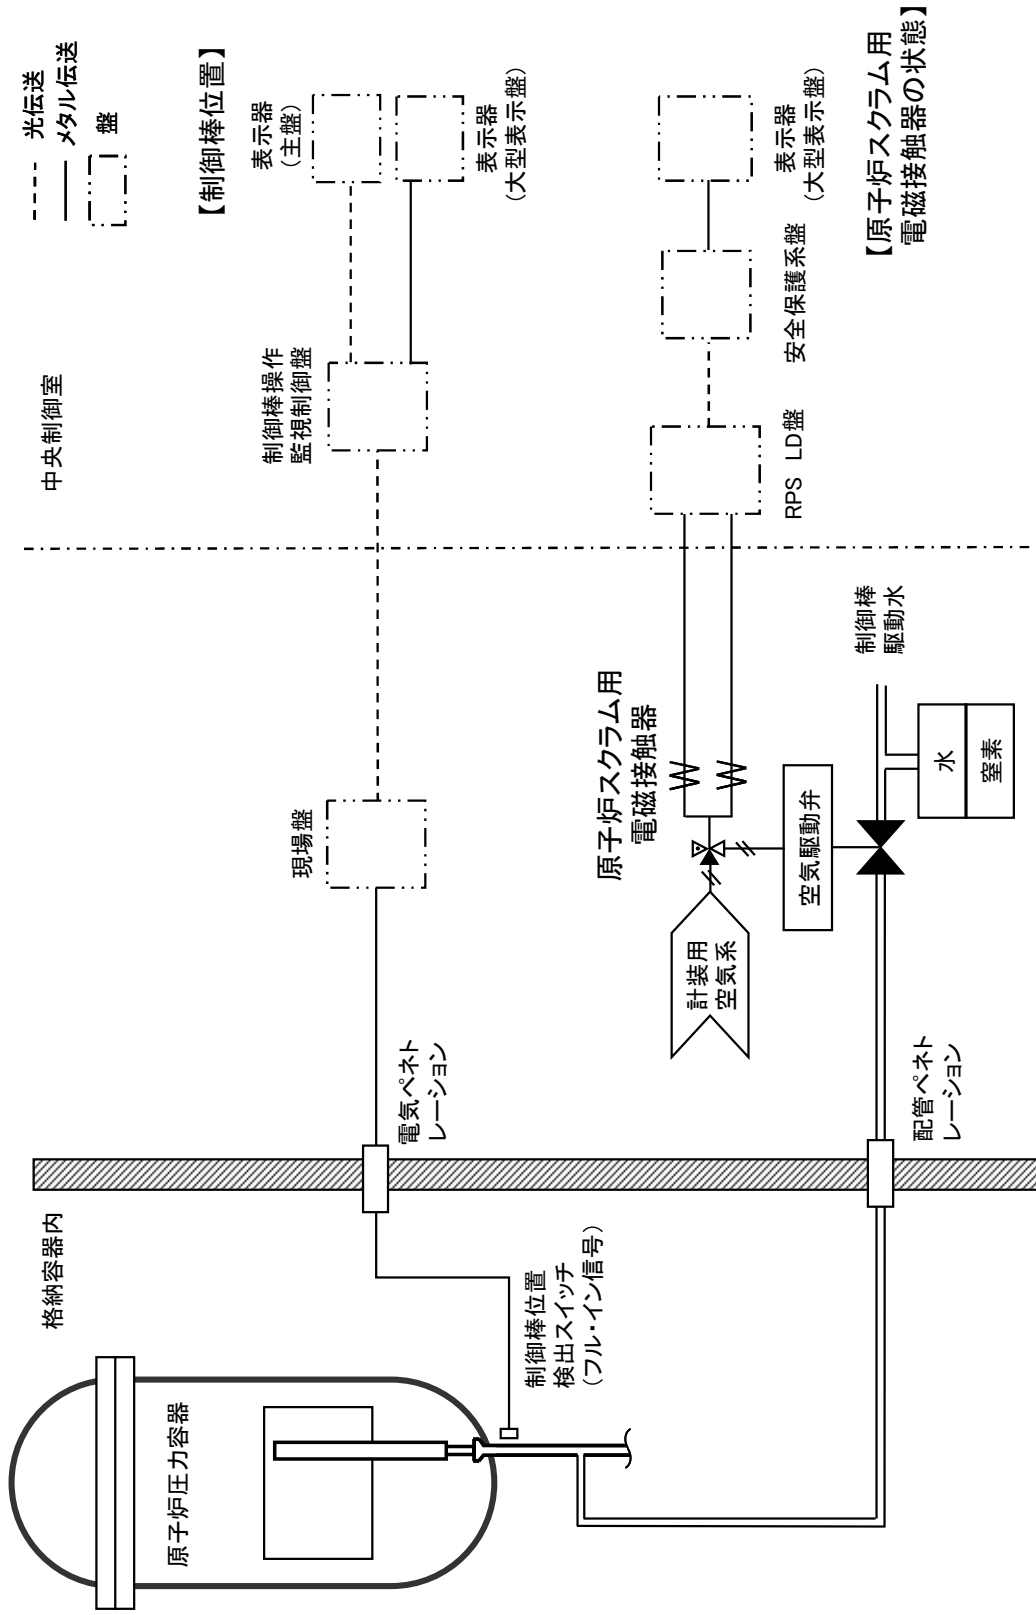 光伝送
メタル伝送
盤
中央制御室
格納容器内
【制御棒位置】
表示器
(主盤)
表示器
(大型表示盤)
制御棒操作
監視制御盤
現場盤
電気ペネト
レーション
制御棒位置
検出スイッチ
(フル・イン信号)
原子炉圧力容器
【原子炉スクラム用
電磁接触器の状態】
表示器
(大型表示盤)
安全保護系盤
RPS LD盤
原子炉スクラム用
電磁接触器
計装用
空気系
空気駆動弁
制御棒
駆動水
水
窒素
配管ペネト
レーション